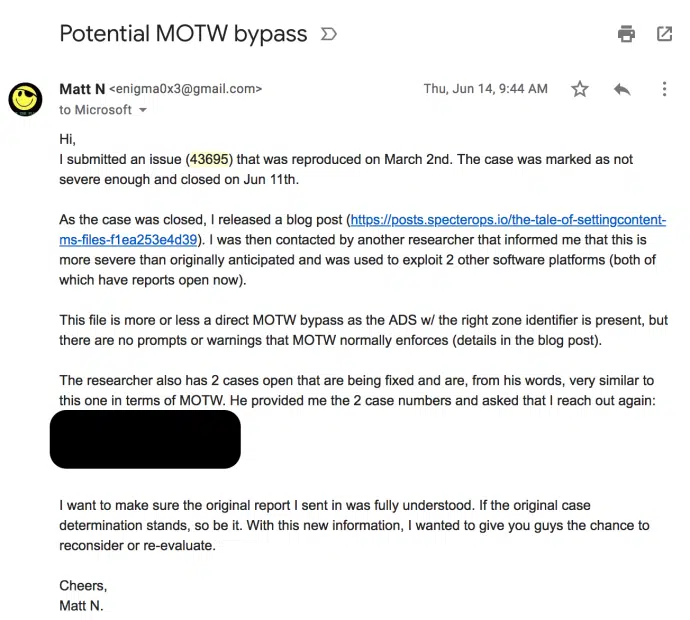 Potential MOTW bypass
Matt N <enigma0x3@gmail.com>
Thu, Jun 14, 9:44 AM
to Microsoft
Hi,
I submitted an issue (43695) that was reproduced on March 2nd. The case was marked as not
severe enough and closed on Jun 11th.
As the case was closed, I released a blog post (https://posts.specterops.io/the-tale-of-settingcontent-
ms-files-f1ea253e4d39). I was then contacted by another researcher that informed me that this is
more severe than originally anticipated and was used to exploit 2 other software platforms (both of
which have reports open now).
This file is more or less a direct MOTW bypass as the ADS w/ the right zone identifier is present, but
there are no prompts or warnings that MOTW normally enforces (details in the blog post).
The researcher also has 2 cases open that are being fixed and are, from his words, very similar to
this one in terms of MOTW. He provided me the 2 case numbers and asked that I reach out again:
I want to make sure the original report I sent in was fully understood. If the original case
determination stands, so be it. With this new information, I wanted to give you guys the chance to
reconsider or re-evaluate.
Cheers,
Matt N.